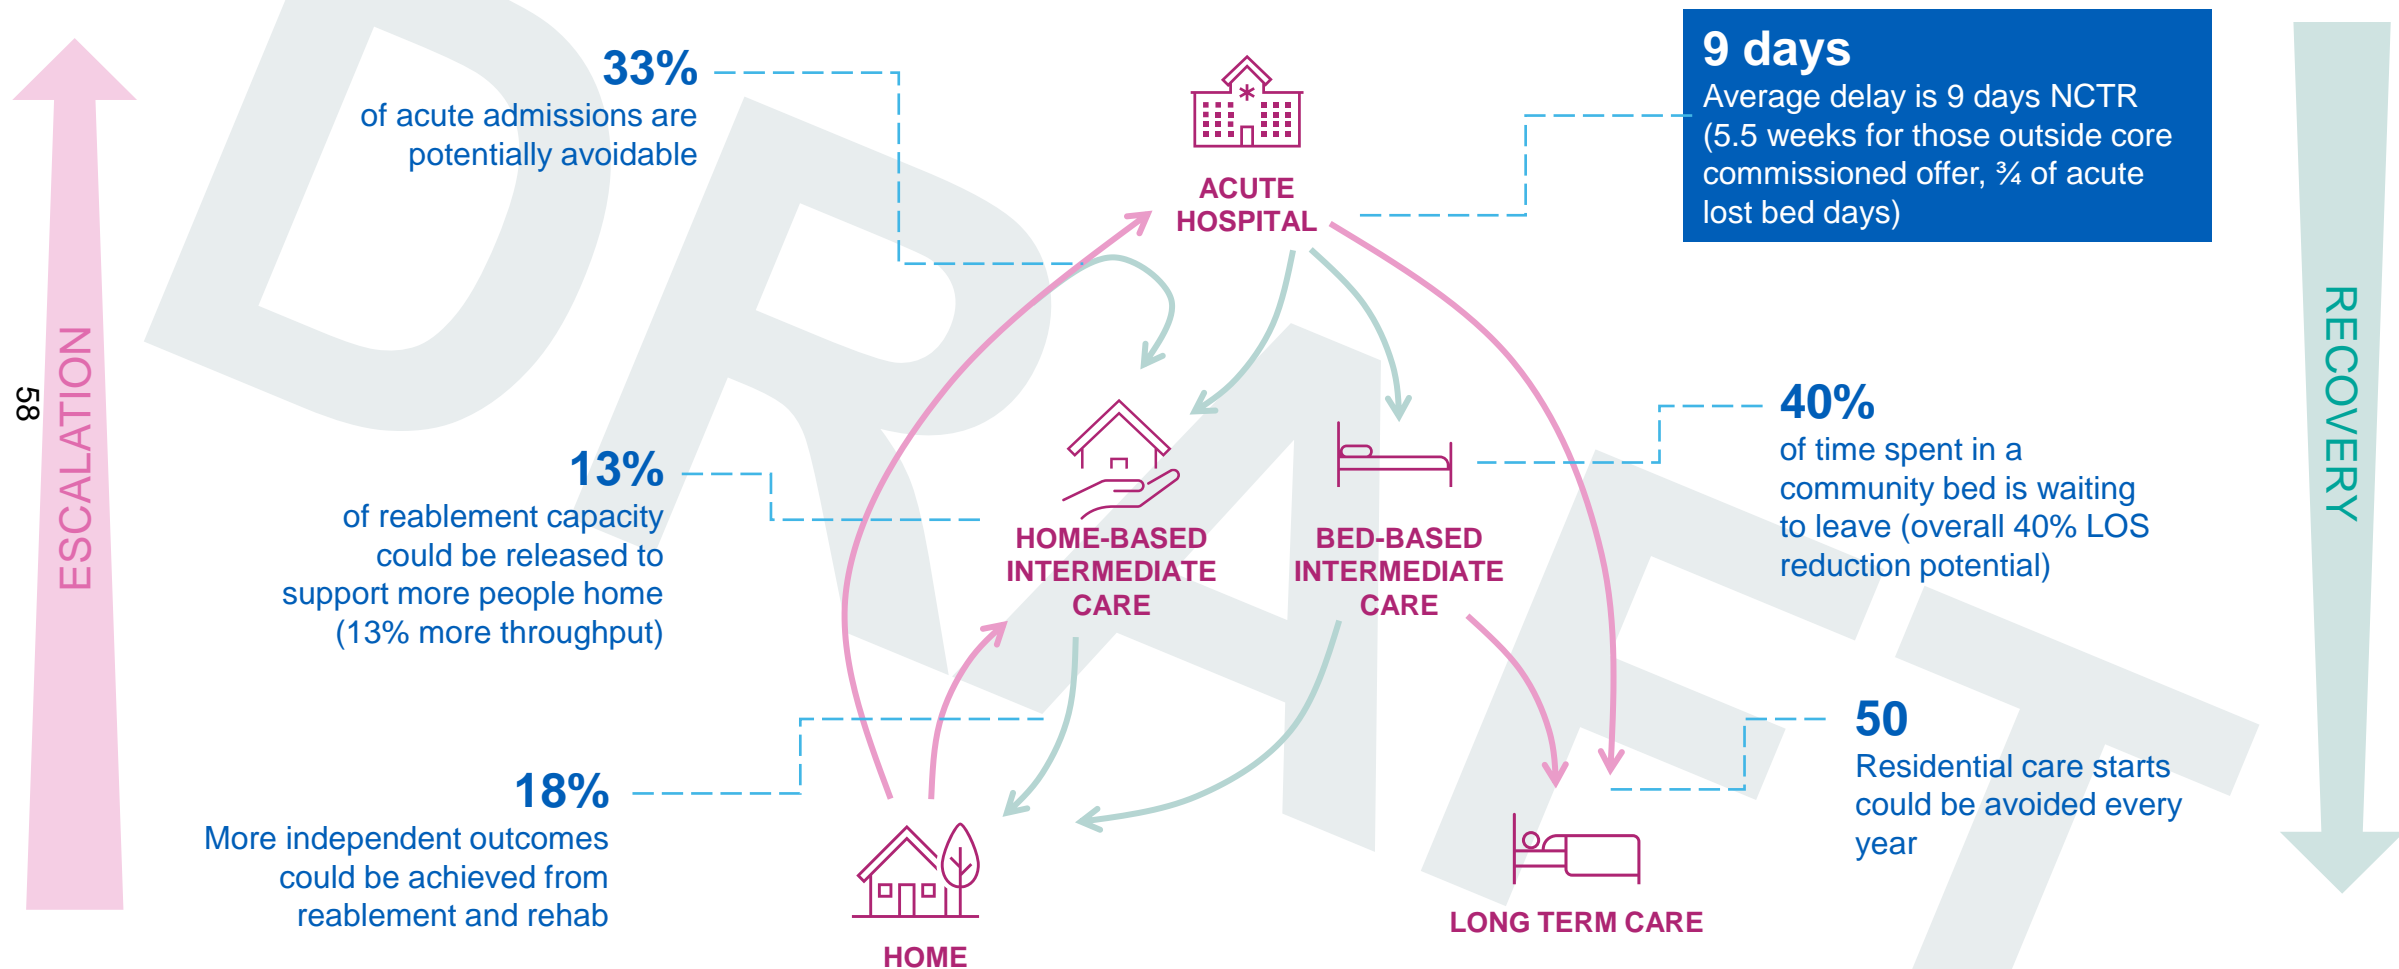 33%
of acute admissions are
potentially avoidable
ACUTE
HOSPITAL
9 days
Average delay is 9 days NCTR
(5.5 weeks for those outside core
commissioned offer, ¾ of acute
lost bed days)
ESCALATION
58
RECOVERY
13%
of reablement capacity
could be released to
support more people home
(13% more throughput)
HOME-BASED
INTERMEDIATE
CARE
BED-BASED
INTERMEDIATE
CARE
40%
of time spent in a
community bed is waiting
to leave (overall 40% LOS
reduction potential)
18%
More independent outcomes
could be achieved from
reablement and rehab
HOME
LONG TERM CARE
50
Residential care starts
could be avoided every
year
DRAFT